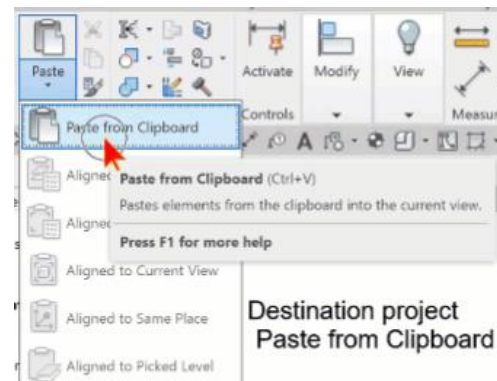 Paste
Activate
Modify
View
Controls
Measur
Paste from Clipboard
Aligned
Paste from Clipboard (Ctrl+V)
Pastes elements from the clipboard into the current view.
Aligned
Press F1 for more help
Aligned to Current View
Aligned to Same Place
Aligned to Picked Level
Destination project
Paste from Clipboard